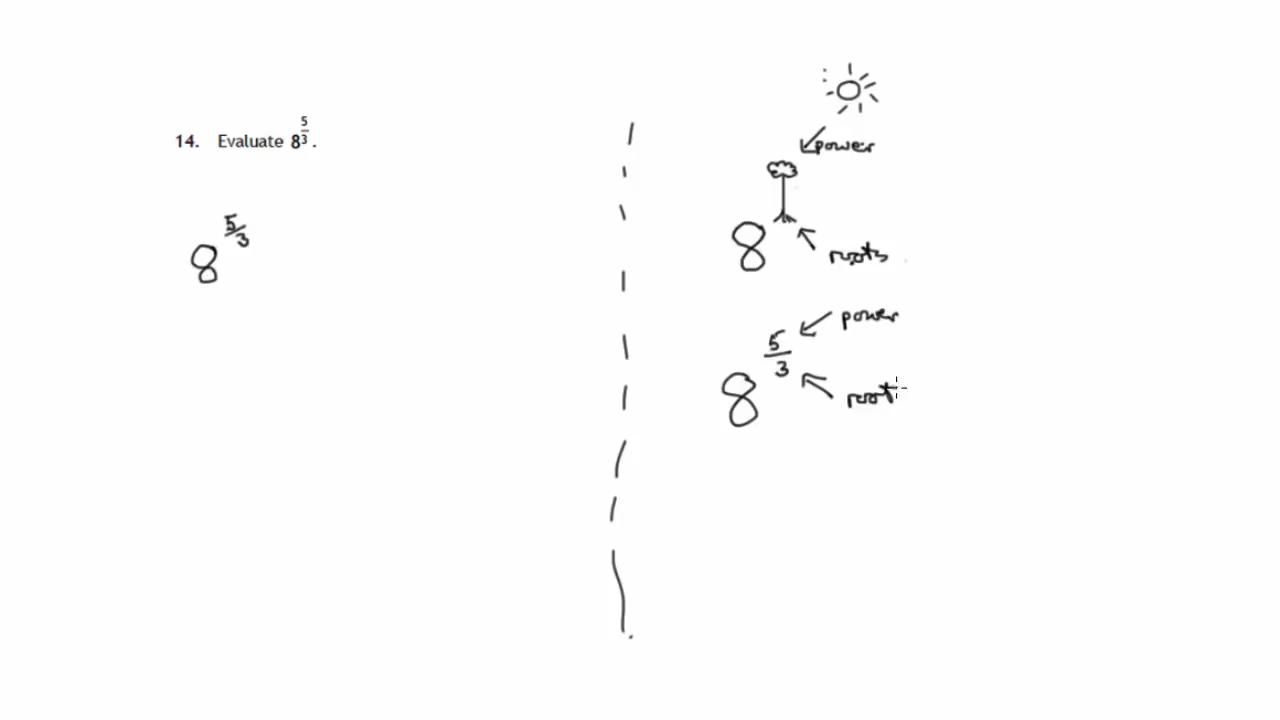 14. Evaluate 8^{5/3}.
8^{5/3}
power
8
roots
power
8^{5/3}
root